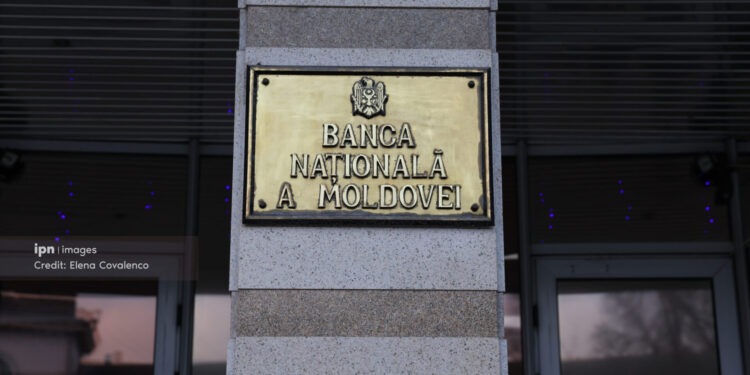 BANCA
NAȚIONALĂ
A MOLDOVEI
ipn | images
Credit: Elena Covalenco